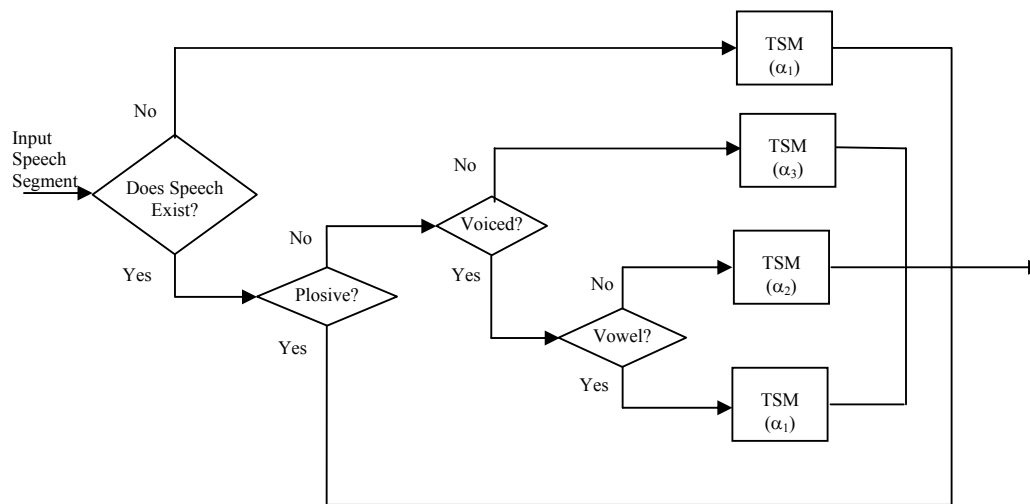 TSM
(α₁)
No
Input
Speech
Segment
Does Speech
Exist?
Yes
No
Plosive?
Yes
No
Voiced?
Yes
TSM
(α₃)
No
Vowel?
Yes
TSM
(α₂)
TSM
(α₁)